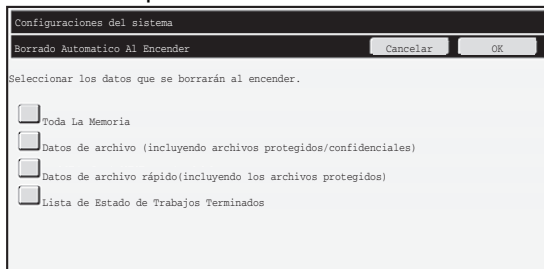 Configuraciones del sistema
Borrado Automatico Al Encender Cancelar OK
Seleccionar los datos que se borrarán al encender.
Toda La Memoria
Datos de archivo (incluyendo archivos protegidos/confidenciales)
Datos de archivo rápido(incluyendo los archivos protegidos)
Lista de Estado de Trabajos Terminados